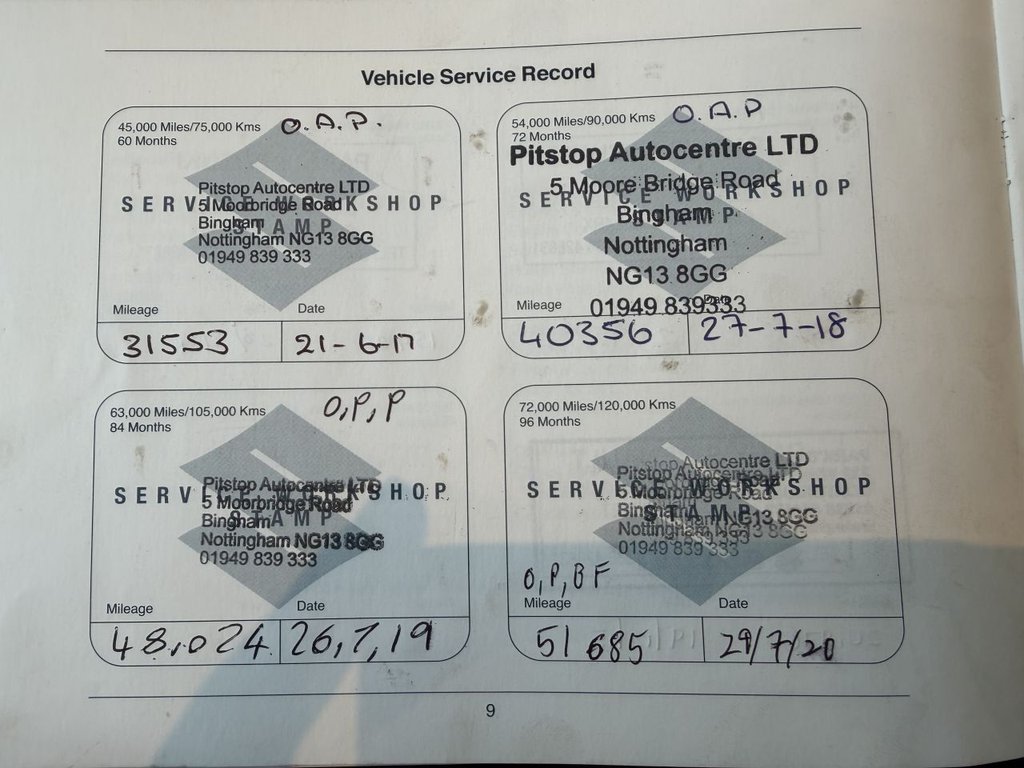 Vehicle Service Record
45,000 Miles/75,000 Kms O.A.P.
60 Months
SERVICE WORKSHOP
STAMP
Pitstop Autocentre LTD
5 Moorbridge Road
Bingham
Nottingham NG13 8GG
01949 839 333
Mileage Date
31553 21-6-17
54,000 Miles/90,000 Kms O.A.P
72 Months
Pitstop Autocentre LTD
5 Moore Bridge Road
SERVICE WORKSHOP
STAMP
Bingham
Nottingham
NG13 8GG
01949 839333
Mileage Date
40356 27-7-18
63,000 Miles/105,000 Kms O,P,P
84 Months
SERVICE WORKSHOP
STAMP
Pitstop Autocentre LTD
5 Moorbridge Road
Bingham
Nottingham NG13 8GG
01949 839 333
Mileage Date
48,024 26,7,19
72,000 Miles/120,000 Kms
96 Months
SERVICE WORKSHOP
STAMP
Pitstop Autocentre LTD
5 Moorbridge Road
Bingham
Nottingham NG13 8GG
01949 839 333
O,P,BF
Mileage Date
51685 29/7/20
9